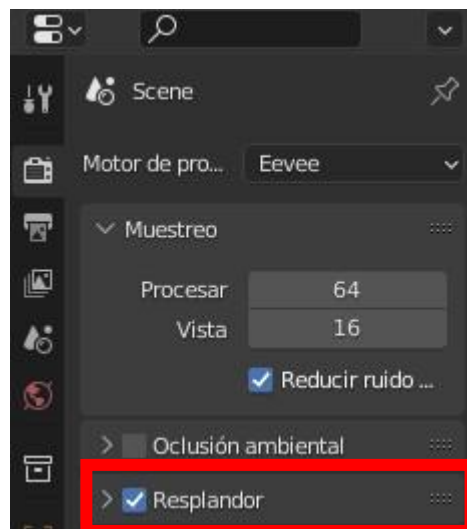 Scene
Motor de pro... Eevee
Muestreo
Procesar 64
Vista 16
Reducir ruido ...
Oclusión ambiental
Resplandor